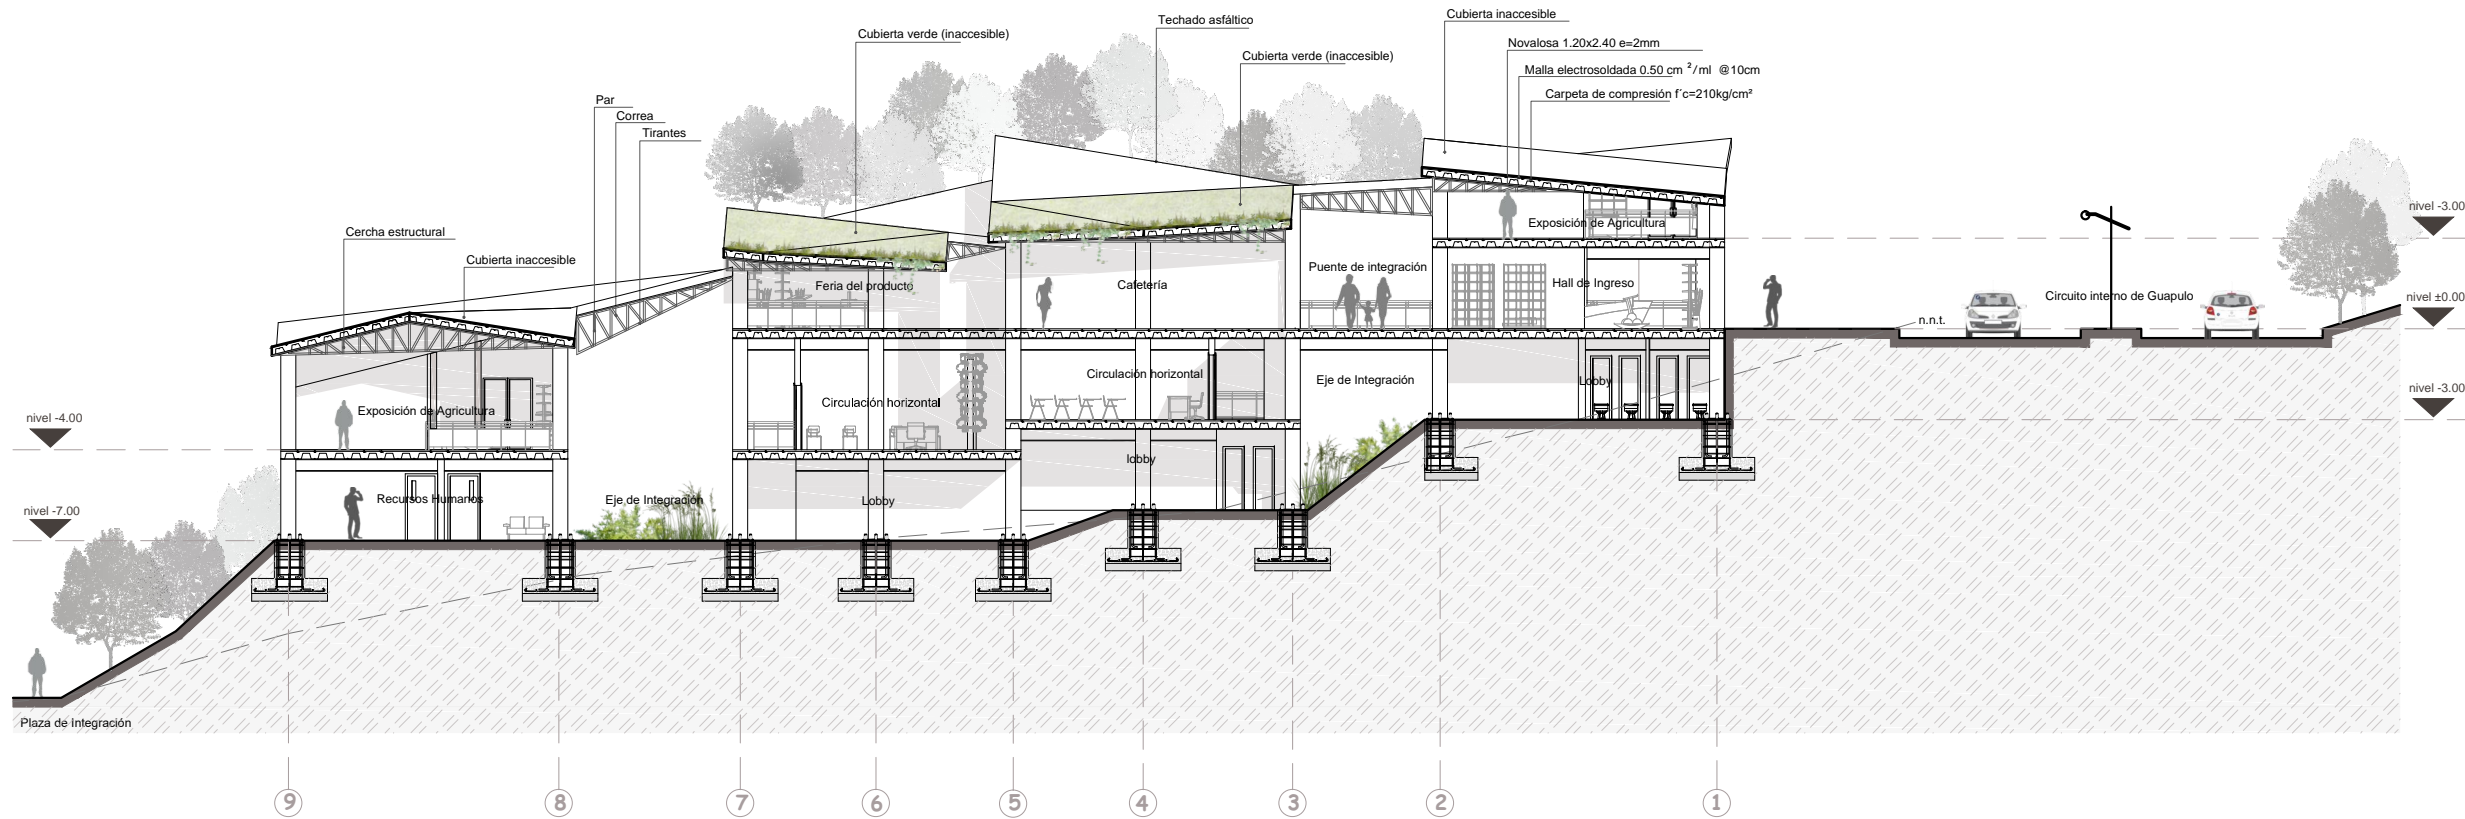 Cubierta inaccesible
Techado asfáltico
Cubierta verde (inaccesible)
Novalosa 1.20x2.40 e=2mm
Cubierta verde (inaccesible)
Malla electrosoldada 0.50 cm ²/ml @10cm
Carpeta de compresión f´c=210kg/cm²
Par
Correa
Tirantes
nivel -3.00
Exposición de Agricultura
Cercha estructural
Cubierta inaccesible
Puente de integración
Feria del producto
Cafetería
Hall de Ingreso
Circuito interno de Guapulo
nivel ±0.00
n.n.t.
Circulación horizontal
Eje de Integración
Lobby
nivel -3.00
Circulación horizontal
Exposición de Agricultura
nivel -4.00
lobby
Recursos Humanos
Eje de Integración
Lobby
nivel -7.00
Plaza de Integración
9 8 7 6 5 4 3 2 1